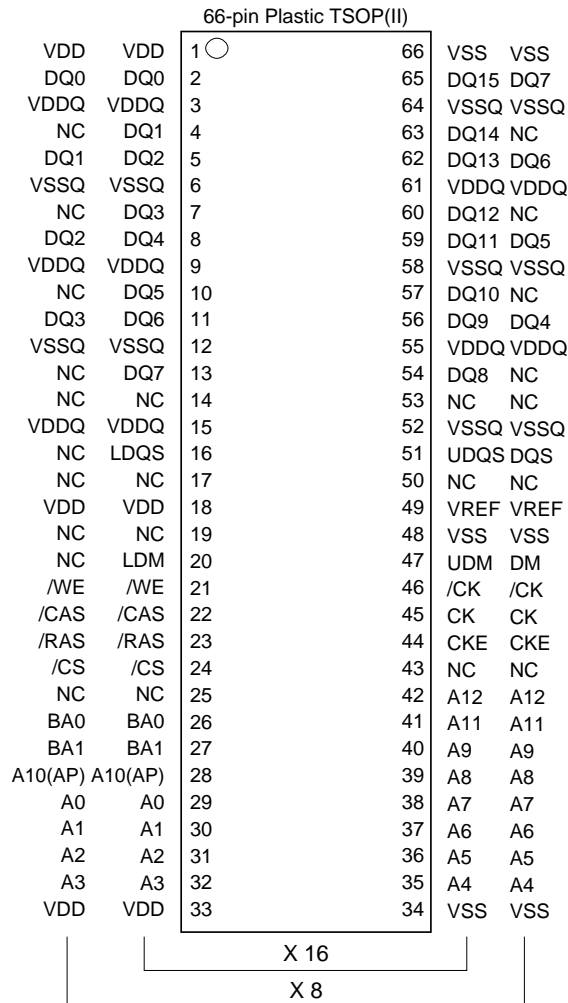 66-pin Plastic TSOP(II)
VDD VDD 1 66 VSS VSS
DQ0 DQ0 2 65 DQ15 DQ7
VDDQ VDDQ 3 64 VSSQ VSSQ
NC DQ1 4 63 DQ14 NC
DQ1 DQ2 5 62 DQ13 DQ6
VSSQ VSSQ 6 61 VDDQ VDDQ
NC DQ3 7 60 DQ12 NC
DQ2 DQ4 8 59 DQ11 DQ5
VDDQ VDDQ 9 58 VSSQ VSSQ
NC DQ5 10 57 DQ10 NC
DQ3 DQ6 11 56 DQ9 DQ4
VSSQ VSSQ 12 55 VDDQ VDDQ
NC DQ7 13 54 DQ8 NC
NC NC 14 53 NC NC
VDDQ VDDQ 15 52 VSSQ VSSQ
NC LDQS 16 51 UDQS DQS
NC NC 17 50 NC NC
VDD VDD 18 49 VREF VREF
NC NC 19 48 VSS VSS
NC LDM 20 47 UDM DM
/WE /WE 21 46 /CK /CK
/CAS /CAS 22 45 CK CK
/RAS /RAS 23 44 CKE CKE
/CS /CS 24 43 NC NC
NC NC 25 42 A12 A12
BA0 BA0 26 41 A11 A11
BA1 BA1 27 40 A9 A9
A10(AP) A10(AP) 28 39 A8 A8
A0 A0 29 38 A7 A7
A1 A1 30 37 A6 A6
A2 A2 31 36 A5 A5
A3 A3 32 35 A4 A4
VDD VDD 33 34 VSS VSS
X 16
X 8